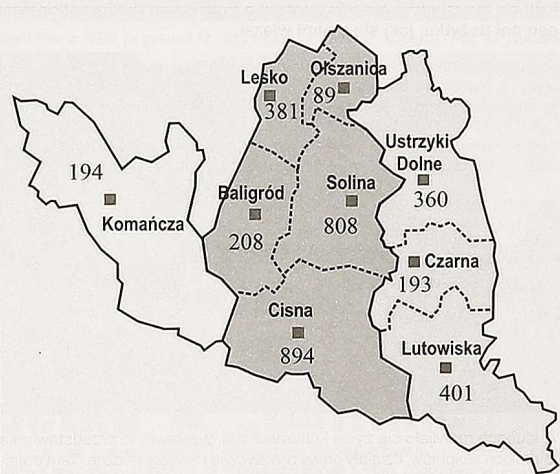 Lesko
381
Olszanica
89
Ustrzyki
Dolne
360
194
Komańcza
Baligród
208
Solina
808
Czarna
193
Cisna
894
Lutowiska
401